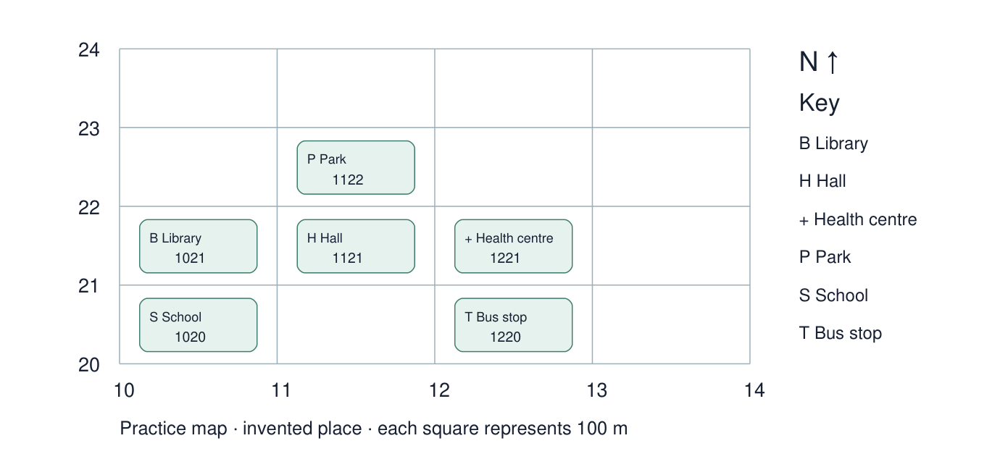 24
23
22
21
20
P Park
1122
B Library
1021
H Hall
1121
+ Health centre
1221
S School
1020
T Bus stop
1220
10 11 12 13 14
Practice map · invented place · each square represents 100 m
N ↑
Key
B Library
H Hall
+ Health centre
P Park
S School
T Bus stop